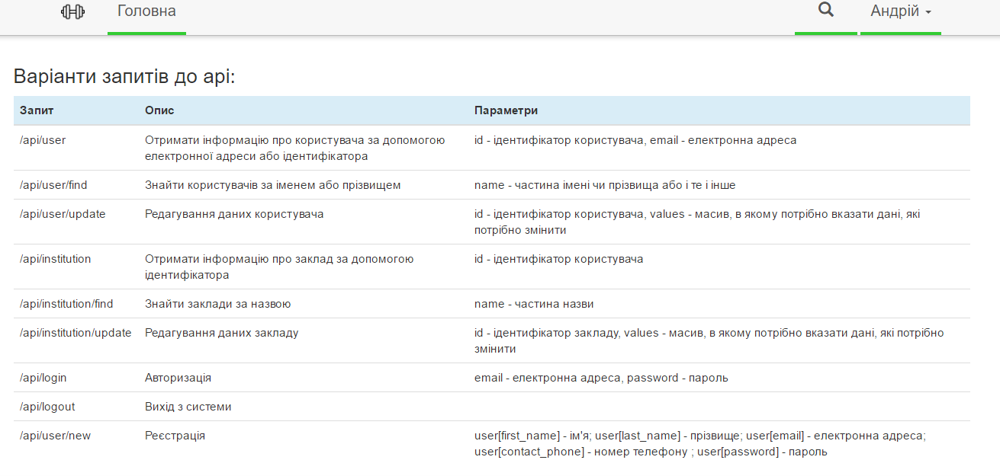 Головна Андрій
Варіанти запитів до api:
Запит Опис Параметри
/api/user Отримати інформацію про користувача за допомогою id - ідентифікатор користувача, email - електронна адреса
електронної адреси або ідентифікатора
/api/user/find Знайти користувачів за іменем або прізвищем name - частина імені чи прізвища або і те і інше
/api/user/update Редагування даних користувача id - ідентифікатор користувача, values - масив, в якому потрібно вказати дані, які
потрібно змінити
/api/institution Отримати інформацію про заклад за допомогою id - ідентифікатор користувача
ідентифікатора
/api/institution/find Знайти заклади за назвою name - частина назви
/api/institution/update Редагування даних закладу id - ідентифікатор закладу, values - масив, в якому потрібно вказати дані, які потрібно
змінити
/api/login Авторизація email - електронна адреса, password - пароль
/api/logout Вихід з системи
/api/user/new Реєстрація user[first_name] - ім'я; user[last_name] - прізвище; user[email] - електронна адреса;
user[contact_phone] - номер телефону ; user[password] - пароль